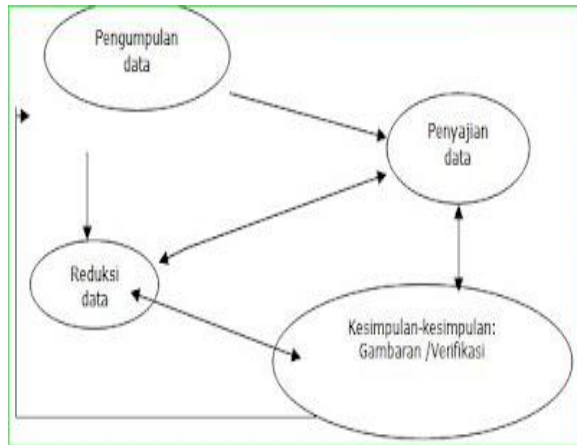 Pengumpulan
data
Penyajian
data
Reduksi
data
Kesimpulan-kesimpulan:
Gambaran /Verifikasi